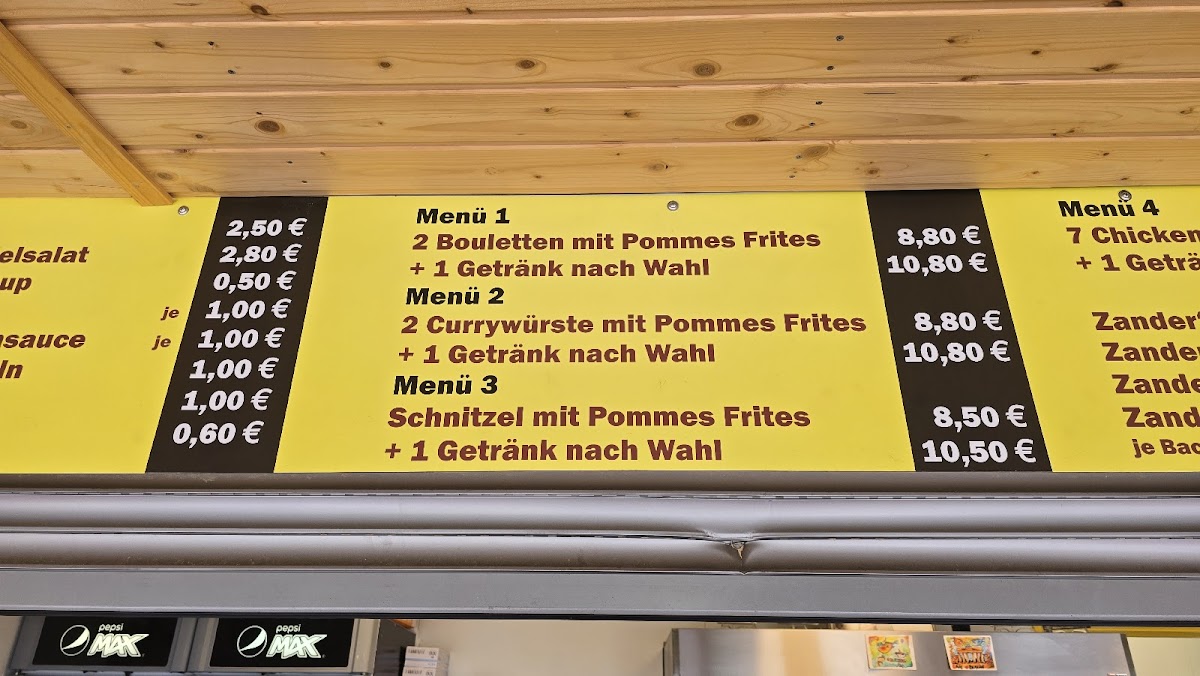 2,50 €
elsalat 2,80 €
up 0,50 €
je 1,00 €
sauce je 1,00 €
ln 1,00 €
1,00 €
0,60 €
Menü 1
2 Bouletten mit Pommes Frites 8,80 €
+ 1 Getränk nach Wahl 10,80 €
Menü 2
2 Currywürste mit Pommes Frites 8,80 €
+ 1 Getränk nach Wahl 10,80 €
Menü 3
Schnitzel mit Pommes Frites 8,50 €
+ 1 Getränk nach Wahl 10,50 €
Menü 4
7 Chicken
+ 1 Geträ
Zander
Zander
Zande
Zand
je Bac
pepsi
MAX
pepsi
MAX